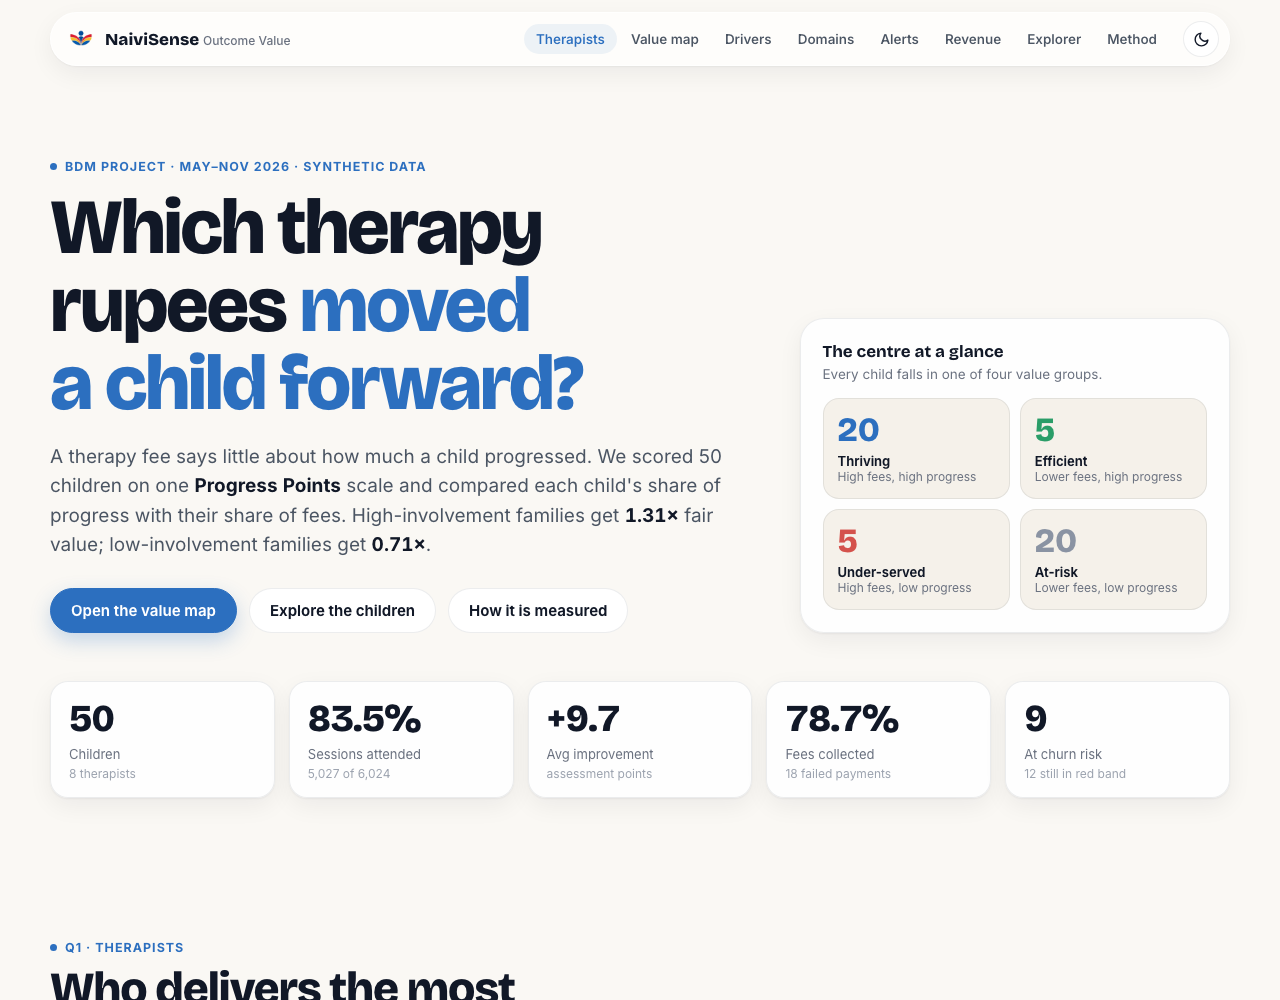 NaiviSense Outcome Value
Therapists
Value map
Drivers
Domains
Alerts
Revenue
Explorer
Method
BDM PROJECT · MAY–NOV 2026 · SYNTHETIC DATA
Which therapy
rupees moved
a child forward?
A therapy fee says little about how much a child progressed. We scored 50
children on one Progress Points scale and compared each child's share of
progress with their share of fees. High-involvement families get 1.31× fair
value; low-involvement families get 0.71×.
Open the value map
Explore the children
How it is measured
The centre at a glance
Every child falls in one of four value groups.
20
Thriving
High fees, high progress
5
Efficient
Lower fees, high progress
5
Under-served
High fees, low progress
20
At-risk
Lower fees, low progress
50
Children
8 therapists
83.5%
Sessions attended
5,027 of 6,024
+9.7
Avg improvement
assessment points
78.7%
Fees collected
18 failed payments
9
At churn risk
12 still in red band
Q1 · THERAPISTS
Who delivers the most